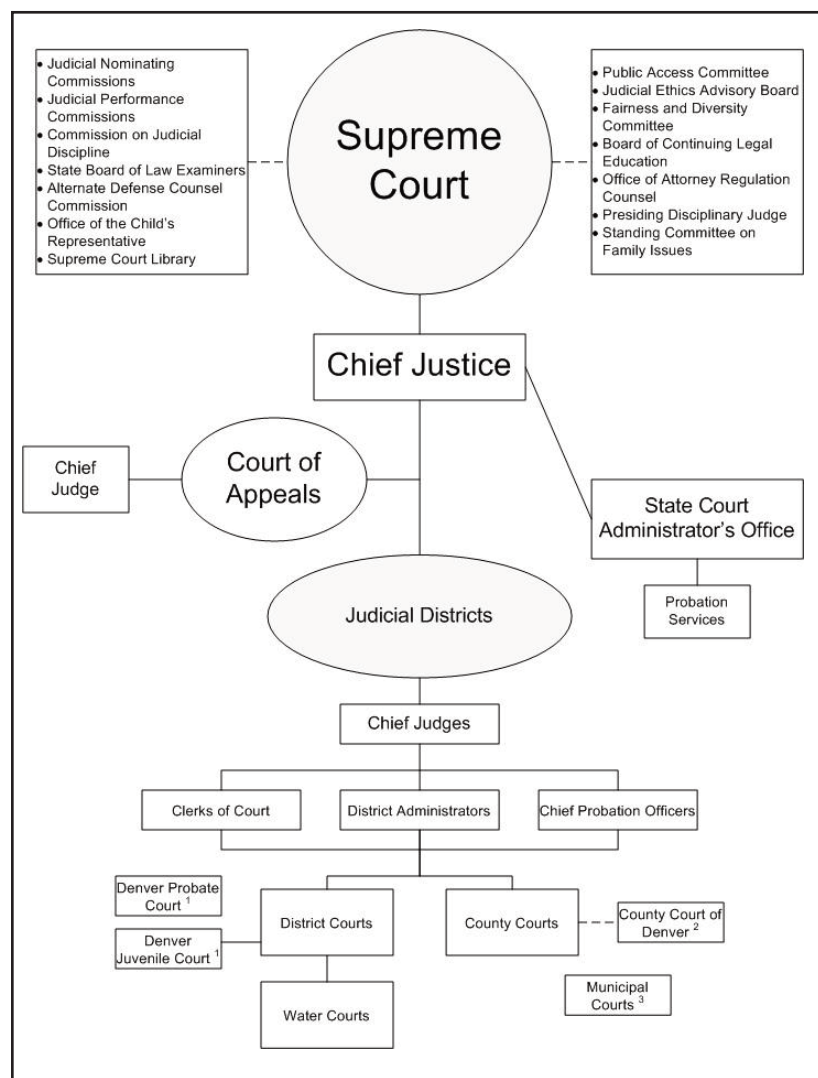 • Judicial Nominating
Commissions
• Judicial Performance
Commissions
• Commission on Judicial
Discipline
• State Board of Law Examiners
• Alternate Defense Counsel
Commission
• Office of the Child's
Representative
• Supreme Court Library
Supreme
Court
• Public Access Committee
• Judicial Ethics Advisory Board
• Fairness and Diversity
Committee
• Board of Continuing Legal
Education
• Office of Attorney Regulation
Counsel
• Presiding Disciplinary Judge
• Standing Committee on
Family Issues
Chief Justice
Chief
Judge
Court of
Appeals
State Court
Administrator's Office
Probation
Services
Judicial Districts
Chief Judges
Clerks of Court
District Administrators
Chief Probation Officers
Denver Probate
Court 1
Denver
Juvenile Court 1
District Courts
County Courts
County Court of
Denver 2
Water Courts
Municipal
Courts 3